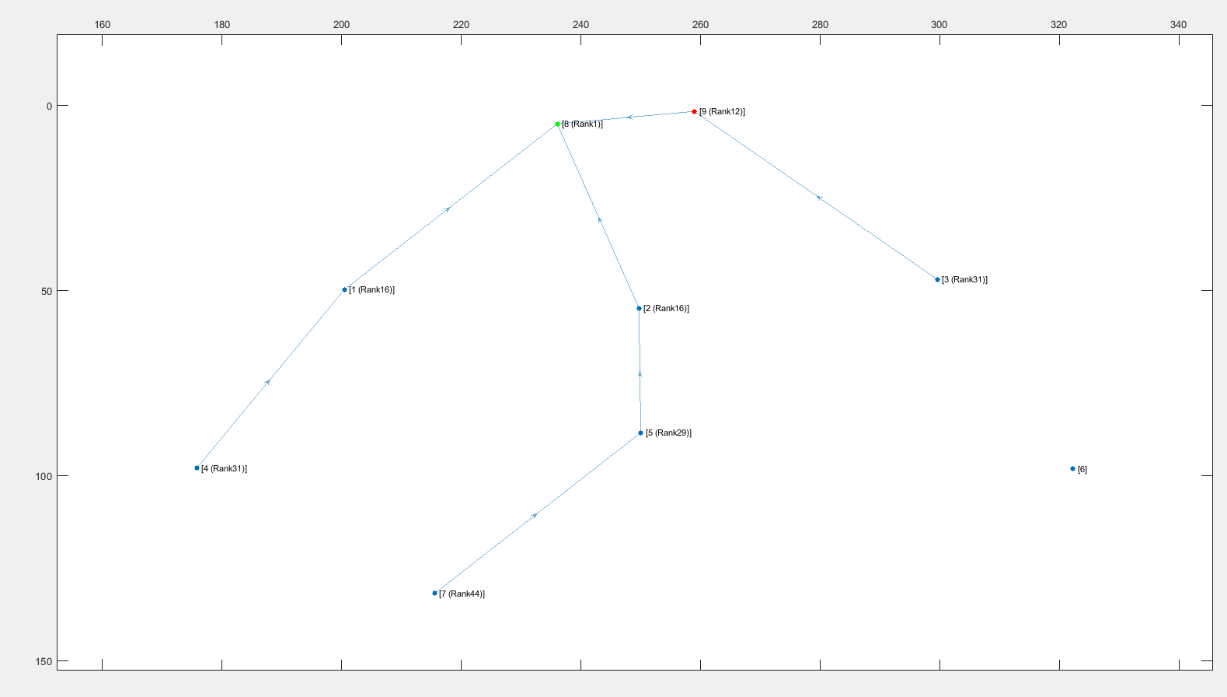 160 180 200 220 240 260 280 300 320 340
0
[9 (Rank12)]
[8 (Rank1)]
[3 (Rank31)]
50
[1 (Rank16)]
[2 (Rank16)]
[5 (Rank29)]
[4 (Rank31)]
[6]
100
[7 (Rank44)]
150